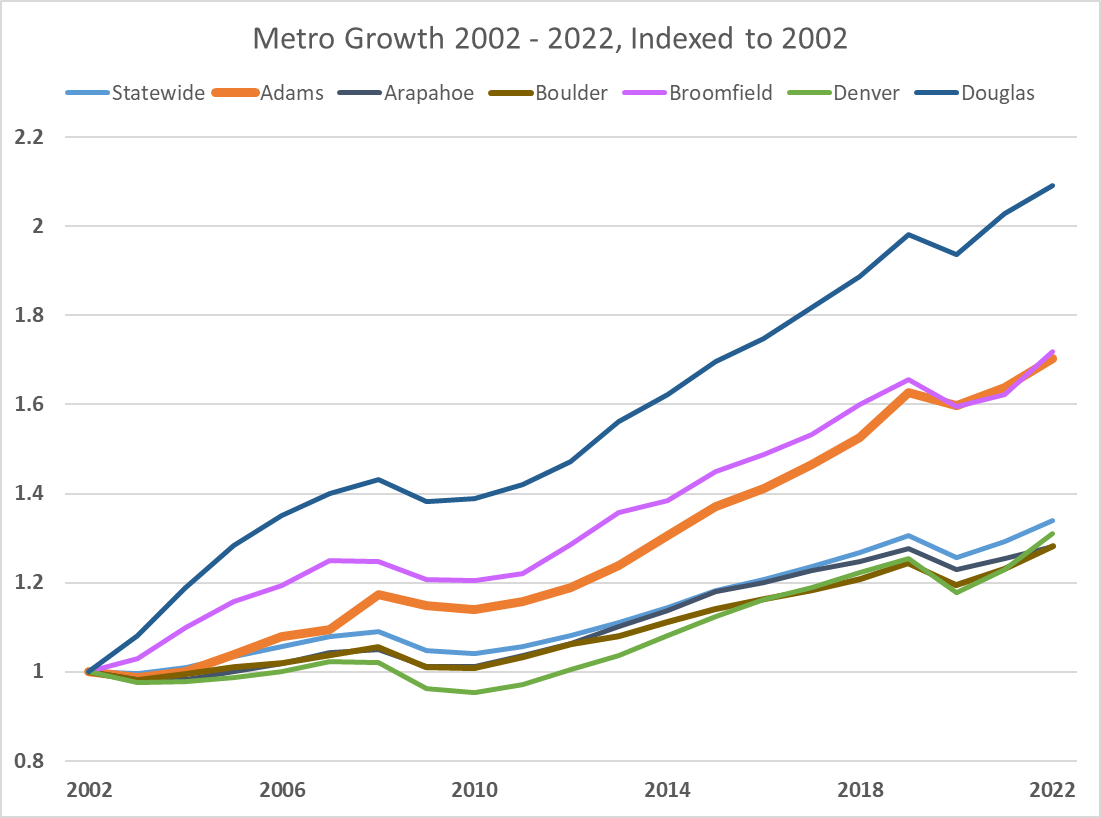 Metro Growth 2002 - 2022, Indexed to 2002
Statewide Adams Arapahoe Boulder Broomfield Denver Douglas
2.2
2
1.8
1.6
1.4
1.2
1
0.8
2002 2006 2010 2014 2018 2022